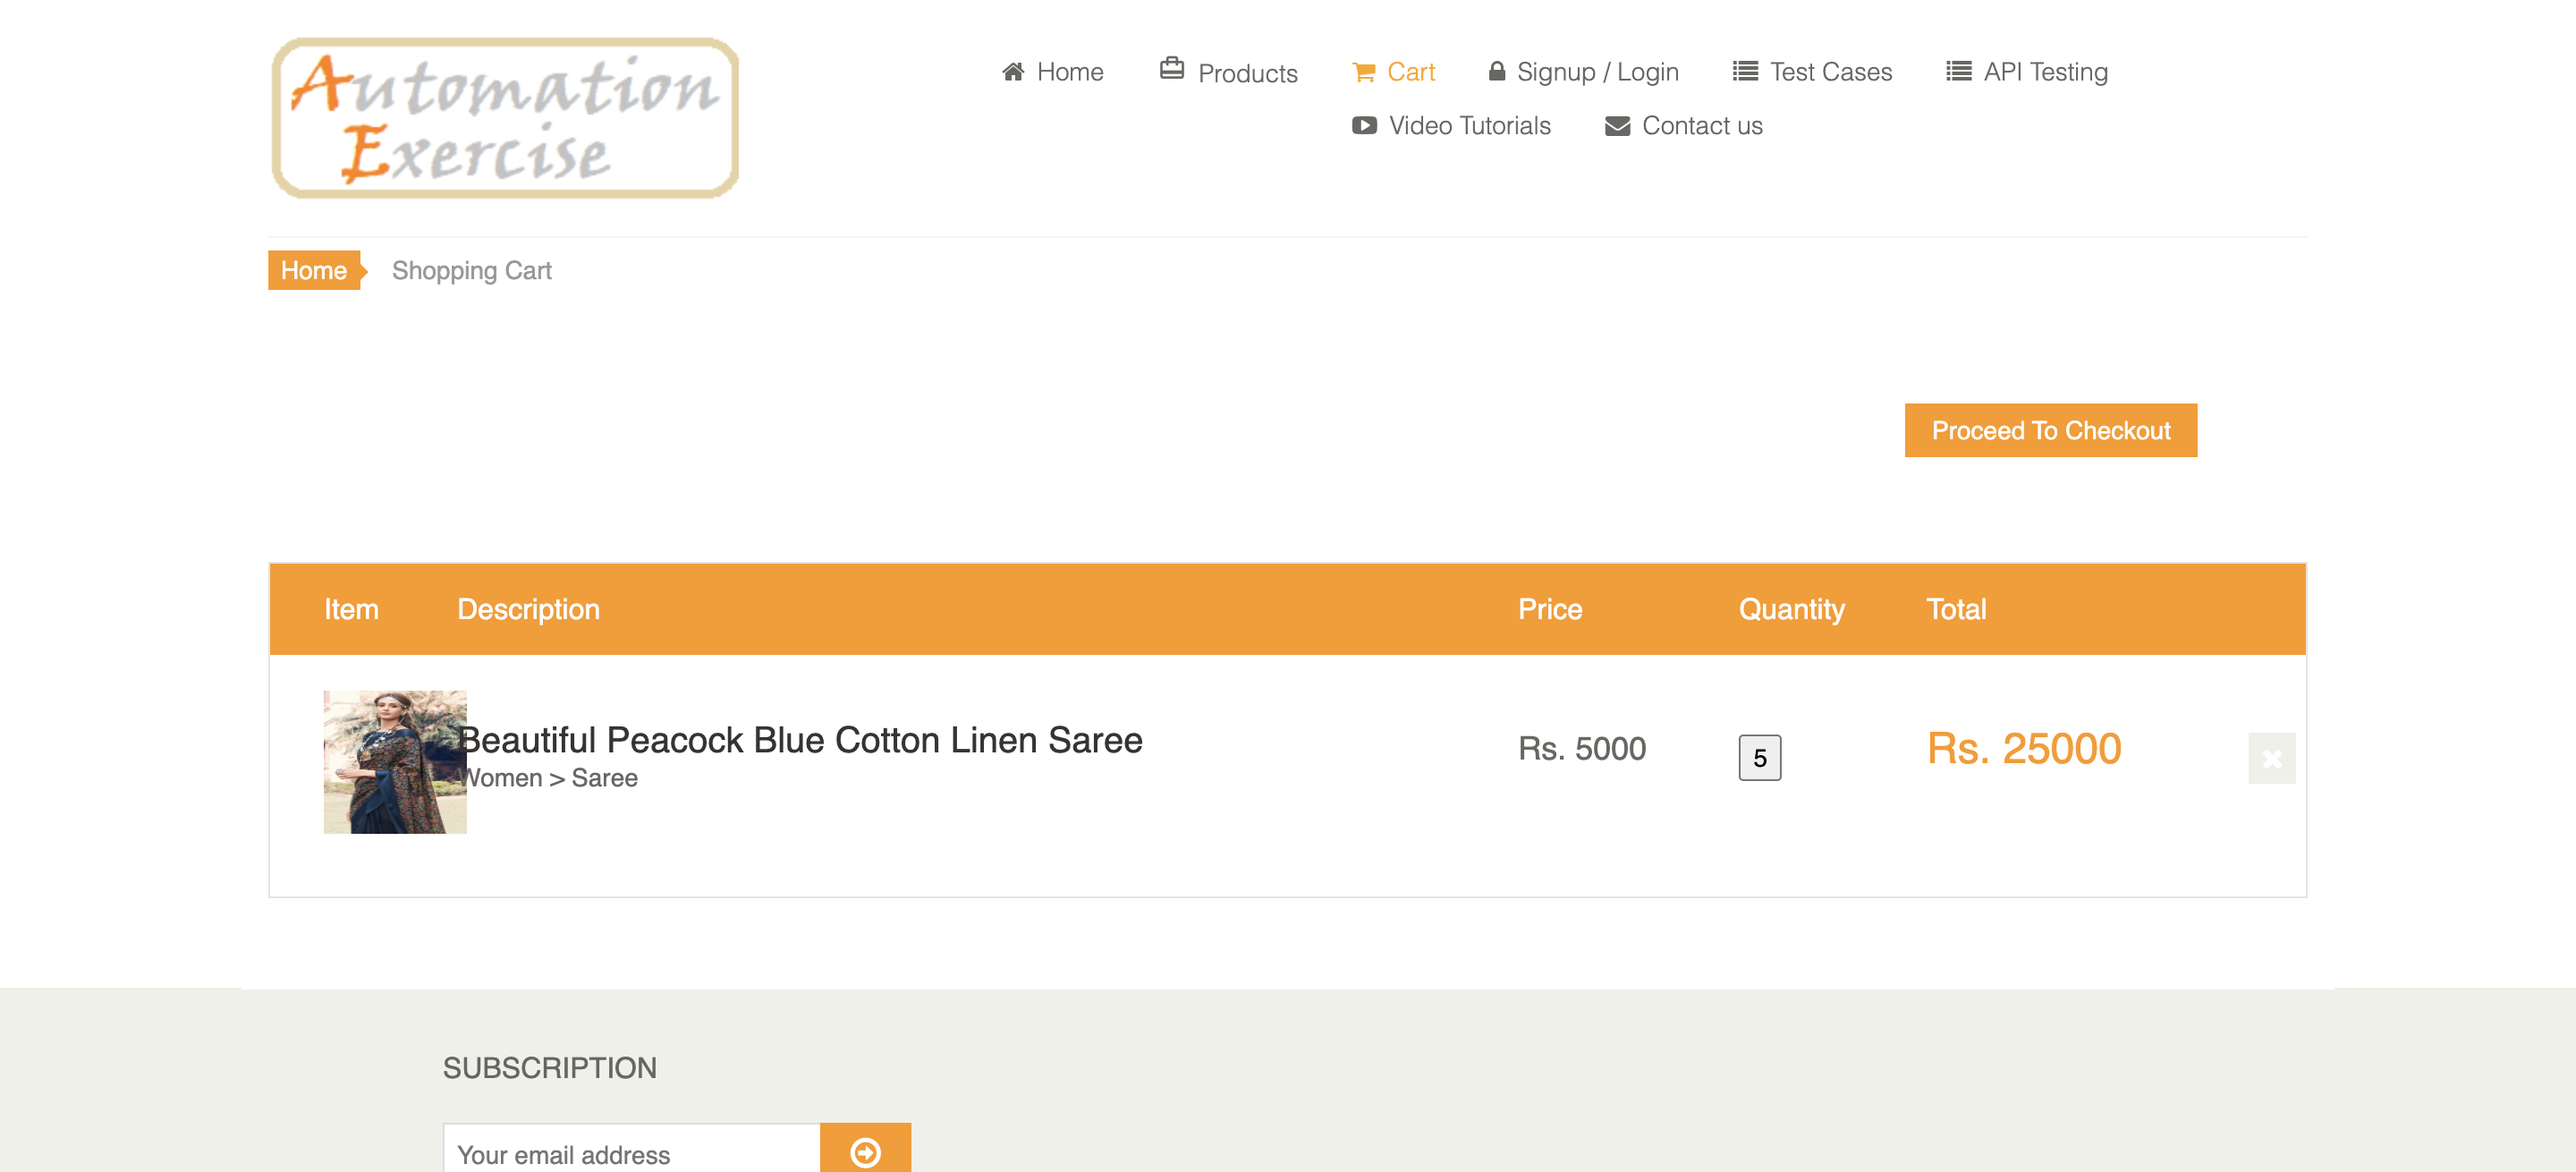 Automation
Exercise
Home Products Cart Signup / Login Test Cases API Testing
Video Tutorials Contact us
Home Shopping Cart
Proceed To Checkout
Item Description Price Quantity Total
Beautiful Peacock Blue Cotton Linen Saree Rs. 5000 5 Rs. 25000
Women > Saree
SUBSCRIPTION
Your email address